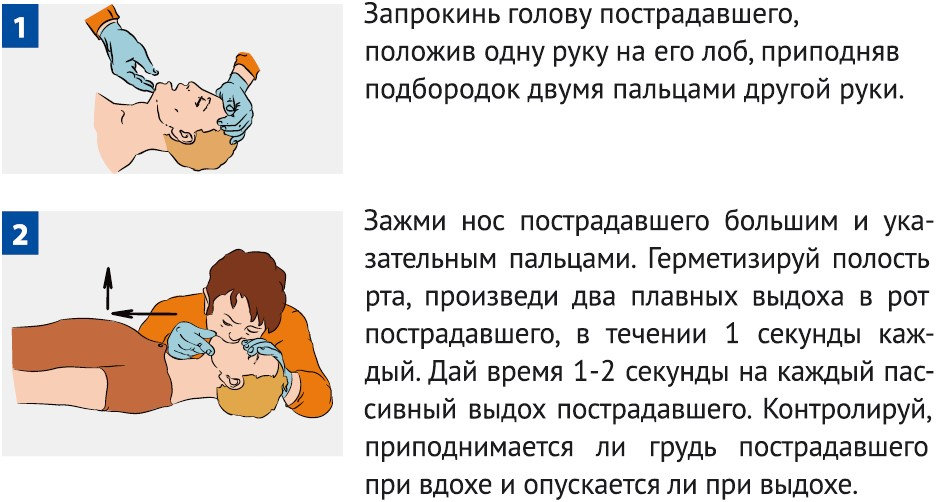 1
Запрокинь голову пострадавшего,
положив одну руку на его лоб, приподняв
подбородок двумя пальцами другой руки.
2
Зажми нос пострадавшего большим и ука-
зательным пальцами. Герметизируй полость
рта, произведи два плавных выдоха в рот
пострадавшего, в течении 1 секунды каж-
дый. Дай время 1-2 секунды на каждый пас-
сивный выдох пострадавшего. Контролируй,
приподнимается ли грудь пострадавшего
при вдохе и опускается ли при выдохе.